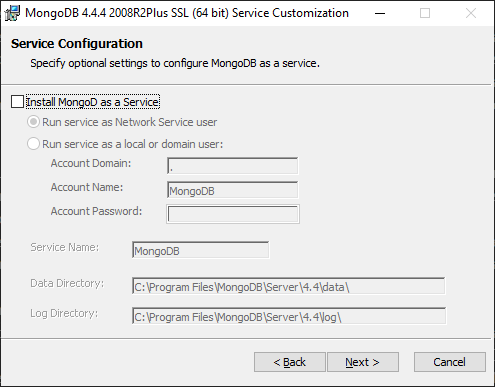 MongoDB 4.4.4 2008R2Plus SSL (64 bit) Service Customization
Service Configuration
Specify optional settings to configure MongoDB as a service.
Install MongoD as a Service
Run service as Network Service user
Run service as a local or domain user:
Account Domain: .
Account Name: MongoDB
Account Password:
Service Name: MongoDB
Data Directory: C:\Program Files\MongoDB\Server\4.4\data\
Log Directory: C:\Program Files\MongoDB\Server\4.4\log\
< Back Next > Cancel